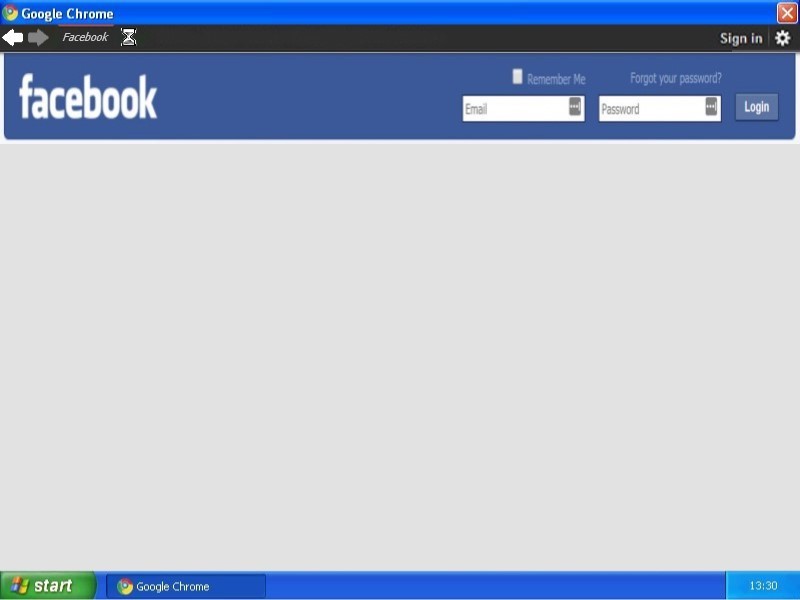 Google Chrome
Facebook
Sign in
facebook
Remember Me
Forgot your password?
Email
Password
Login
start
Google Chrome
13:30